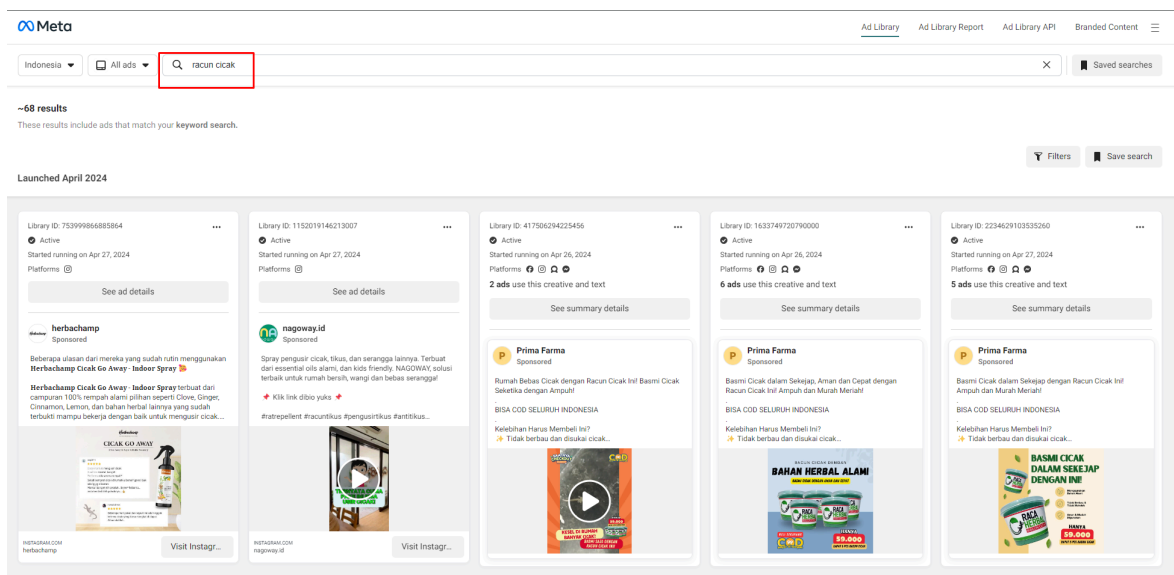 Meta
Ad Library Ad Library Report Ad Library API Branded Content
Indonesia All ads racun cicak Saved searches
~68 results
These results include ads that match your keyword search.
Filters Save search
Launched April 2024
Library ID: 753999866885864
Active
Started running on Apr 27, 2024
Platforms
See ad details
herbachamp
Sponsored
Beberapa ulasan dari mereka yang sudah rutin menggunakan
Herbachamp Cicak Go Away- Indoor Spray
Herbachamp Cicak Go Away- Indoor Spray terbuat dari
campuran 100% rempah alami pilihan seperti Clove, Ginger,
Cinnamon, Lemon, dan bahan herbal lainnya yang sudah
terbukti mampu bekerja dengan baik untuk mengusir cicak...
CICAK GO AWAY
INSTAGRAM.COM
herbachamp
Visit Instagr...
Library ID: 1152019146213007
Active
Started running on Apr 27, 2024
Platforms
See ad details
nagoway.id
Sponsored
Spray pengusir cicak, tikus, dan serangga lainnya. Terbuat
dari essential oils alami, dan kids friendly. NAGOWAY, solusi
terbaik untuk rumah bersih, wangi dan bebas serangga!
Klik link dibio yuks
#ratrepellent #racuntikus #pengusirtikus #antitikus...
INSTAGRAM.COM
nagoway.id
Visit Instagr...
Library ID: 417506294225456
Active
Started running on Apr 26, 2024
Platforms
2 ads use this creative and text
See summary details
P
Prima Farma
Sponsored
Rumah Bebas Cicak dengan Racun Cicak Ini! Basmi Cicak
Seketika dengan Ampuh!
.
BISA COD SELURUH INDONESIA
.
Kelebihan Harus Membeli Ini?
✨ Tidak berbau dan disukai cicak...
COD
59.000
KESEL DI RUMAH
BANYAK CICAK?
Library ID: 1633749720790000
Active
Started running on Apr 26, 2024
Platforms
6 ads use this creative and text
See summary details
P
Prima Farma
Sponsored
Basmi Cicak dalam Sekejap, Aman dan Cepat dengan
Racun Cicak Ini! Ampuh dan Murah Meriah!
.
BISA COD SELURUH INDONESIA
.
Kelebihan Harus Membeli Ini?
✨ Tidak berbau dan disukai cicak...
RACUN CICAK DENGAN
BAHAN HERBAL ALAMI
RACA HERBS
COD
59.000
Library ID: 2234629103535260
Active
Started running on Apr 27, 2024
Platforms
5 ads use this creative and text
See summary details
P
Prima Farma
Sponsored
Basmi Cicak dalam Sekejap dengan Racun Cicak Ini!
Ampuh dan Murah Meriah!
.
BISA COD SELURUH INDONESIA
.
Kelebihan Harus Membeli Ini?
✨ Tidak berbau dan disukai cicak...
BASMI CICAK
DALAM SEKEJAP
DENGAN INI!
RACA HERBS
HANYA
59.000